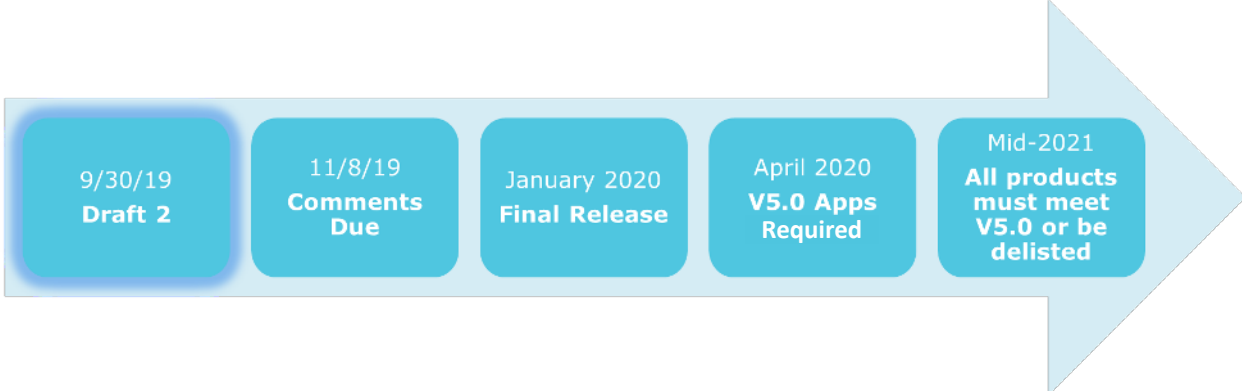 9/30/19
Draft 2
11/8/19
Comments
Due
January 2020
Final Release
April 2020
V5.0 Apps
Required
Mid-2021
All products
must meet
V5.0 or be
delisted